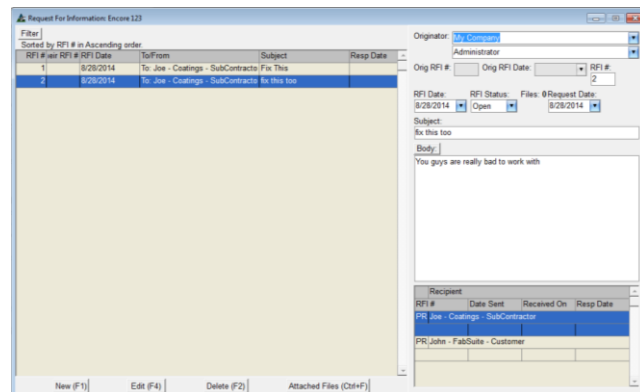 Request For Information: Encore 123
Filter
Sorted by RFI # in Ascending order.
RFI # eir RFI # RFI Date To/From Subject Resp Date
1 8/28/2014 To: Joe - Coatings - SubContracto Fix This
2 8/28/2014 To: Joe - Coatings - SubContracto fix this too
New (F1) Edit (F4) Delete (F2) Attached Files (Ctrl+F)
Originator: My Company
Administrator
Orig RFI #: Orig RFI Date: RFI #:
2
RFI Date: RFI Status: Files: 0 Request Date:
8/28/2014 Open 8/28/2014
Subject:
fix this too
Body:
You guys are really bad to work with
Recipient
RFI # Date Sent Received On Resp Date
PR Joe - Coatings - SubContractor
PR John - FabSuite - Customer